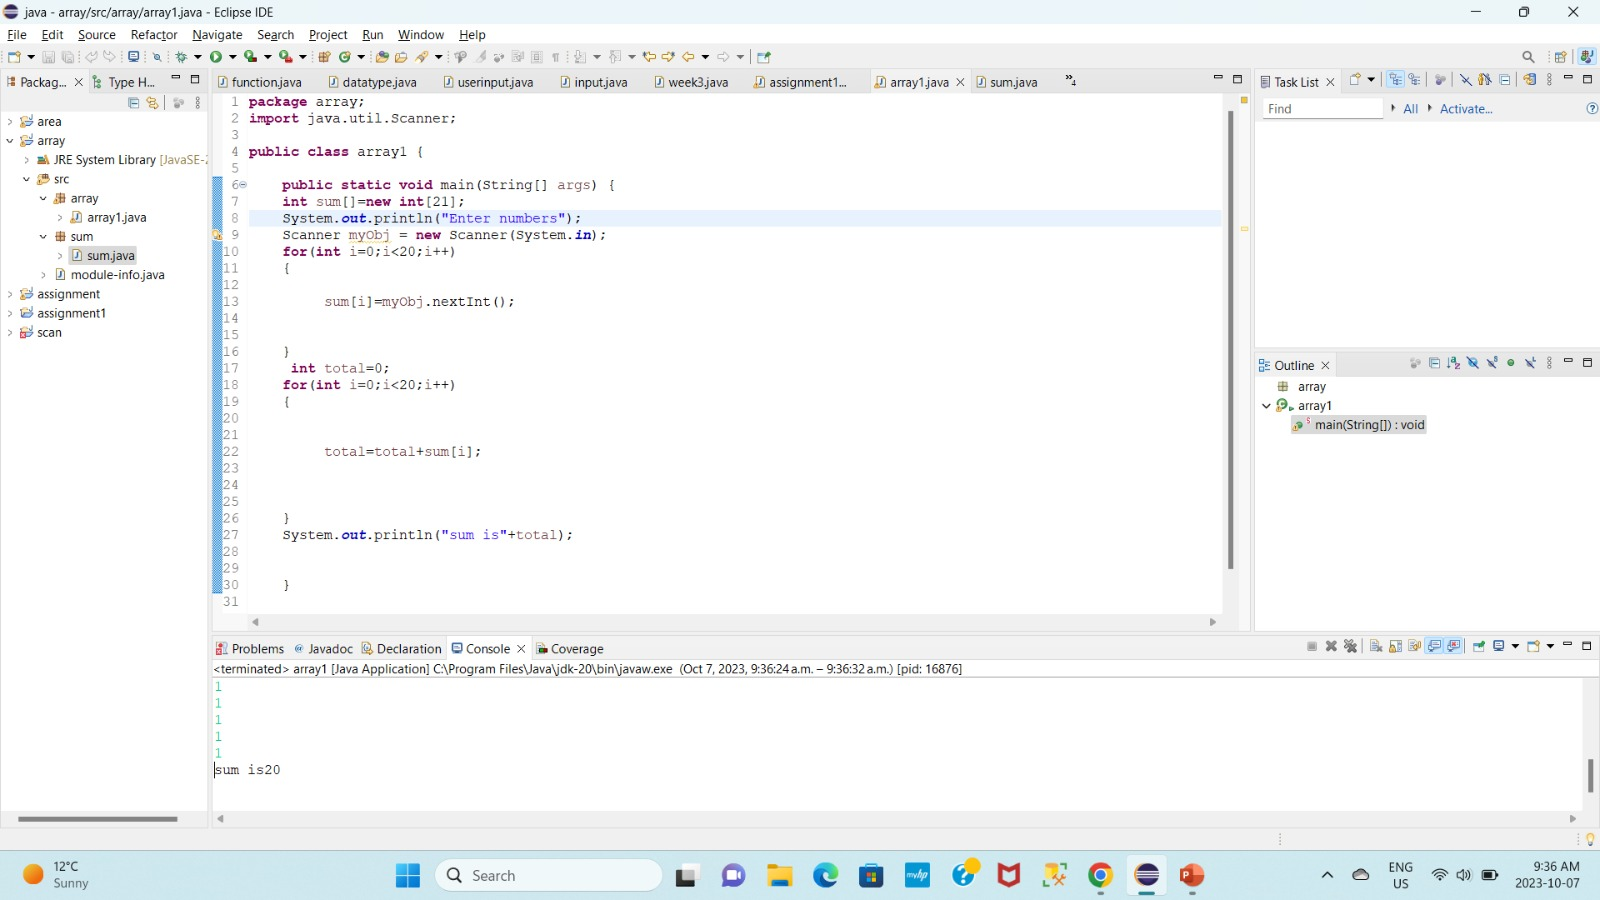 java - array/src/array/array1.java - Eclipse IDE
File Edit Source Refactor Navigate Search Project Run Window Help
Packag... Type H...
area
array
JRE System Library [JavaSE-
src
array
array1.java
sum
sum.java
module-info.java
assignment
assignment1
scan
function.java datatype.java userinput.java input.java week3.java assignment1... array1.java sum.java »4
1 package array;
2 import java.util.Scanner;
3
4 public class array1 {
5
6 public static void main(String[] args) {
7 int sum[]=new int[21];
8 System.out.println("Enter numbers");
9 Scanner myObj = new Scanner(System.in);
10 for(int i=0;i<20;i++)
11 {
12
13 sum[i]=myObj.nextInt();
14
15
16 }
17 int total=0;
18 for(int i=0;i<20;i++)
19 {
20
21
22 total=total+sum[i];
23
24
25
26 }
27 System.out.println("sum is"+total);
28
29
30 }
31
Task List
Find All Activate...
Outline
array
array1
main(String[]) : void
Problems Javadoc Declaration Console Coverage
<terminated> array1 [Java Application] C:\Program Files\Java\jdk-20\bin\javaw.exe (Oct 7, 2023, 9:36:24 a.m. – 9:36:32 a.m.) [pid: 16876]
1
1
1
1
1
sum is20
12°C
Sunny
Search
myhp
ENG
US
9:36 AM
2023-10-07